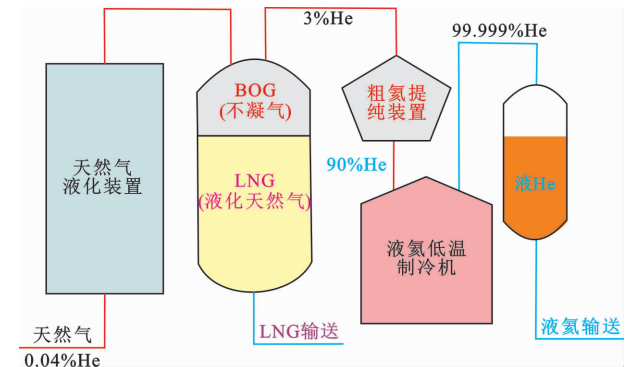 3%He
99.999%He
BOG
(不凝气)
粗氦提
纯装置
天然气
液化装置
90%He
LNG
(液化天然气)
液He
液氦低温
制冷机
天然气
LNG输送
液氦输送
0.04%He